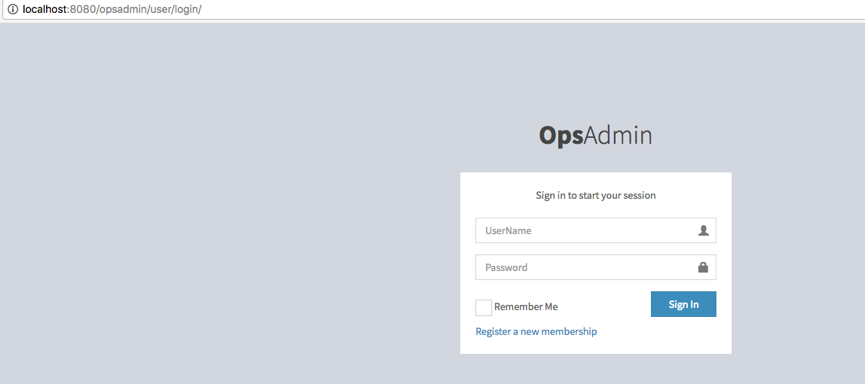 localhost:8080/opsadmin/user/login/
OpsAdmin
Sign in to start your session
UserName
Password
Remember Me
Sign In
Register a new membership